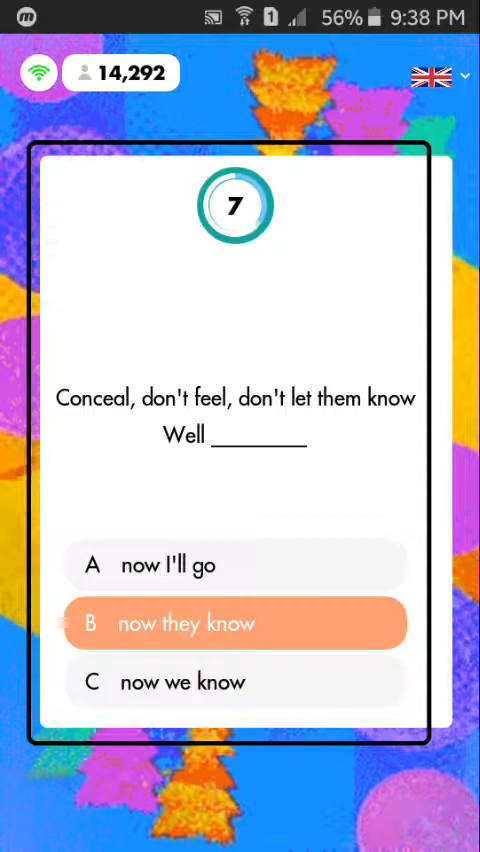 56% 9:38 PM
14,292
7
Conceal, don't feel, don't let them know
Well ________
A now I'll go
B now they know
C now we know